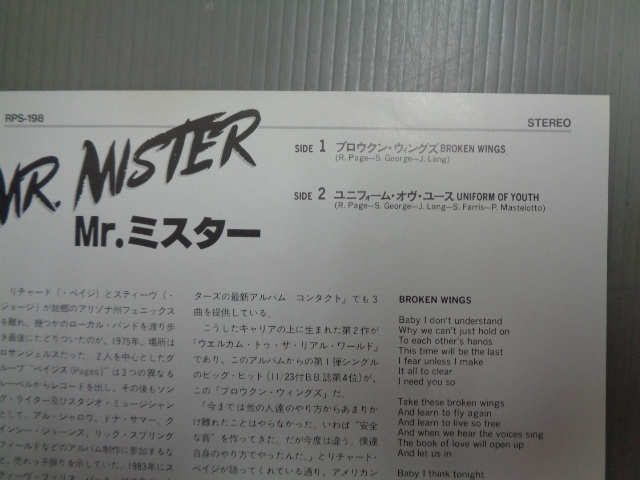 RPS-198
STEREO
MR. MISTER
Mr.ミスター
SIDE 1 ブロウクン・ウィングズ BROKEN WINGS
(R. Page—S. George—J. Lang)
SIDE 2 ユニフォーム・オヴ・ユース UNIFORM OF YOUTH
(R. Page—S. George—J. Lang—S. Farris—P. Mastelotto)
リチャード(・ペイジ)とスティーヴ(・
ジョージ)が故郷のアリゾナ州フェニックス
を離れ、幾つかのローカル・バンドを渡り歩
き最後にたどりついたのが、1975年、場所は
ロサンジェルスだった。2人を中心としたグ
ループ“ペイジズ(Pages)”は3つの異なる
レーベルからレコードを出し、その後もソン
グ・ライター及びスタジオ・ミュージシャン
として、アル・ジャロウ、ドナ・サマー、ク
インシー・ジョーンズ、リック・スプリング
フィールドなどのアルバム制作に参加するな
ど、売れっ子振りを示していた。1983年にス
ターズの最新アルバム コンタクト」でも3
曲を提供している。
こうしたキャリアの上に生まれた第2作が
「ウエルカム・トゥ・ザ・リアル・ワールド」
であり、このアルバムからの第1弾シングル
のビッグ・ヒット(11/23付B.B.誌第4位)が、
この「ブロウクン・ウィングズ」だ。
「今までは他の人達のやり方からあまりか
け離れたことはやらなかった。いわば“安全
な音”を作ってきた。だが今度は違う。僕達
自身のやり方でやったんだ。」とリチャード・
ペイジが語ってくれている通り、アメリカン
BROKEN WINGS
Baby I don't understand
Why we can't just hold on
To each other's hands
This time will be the last
I fear unless I make
It all to clear
I need you so
Take these broken wings
And learn to fly again
And learn to live so free
And when we hear the voices sing
The book of love will open up
And let us in
Baby I think tonight